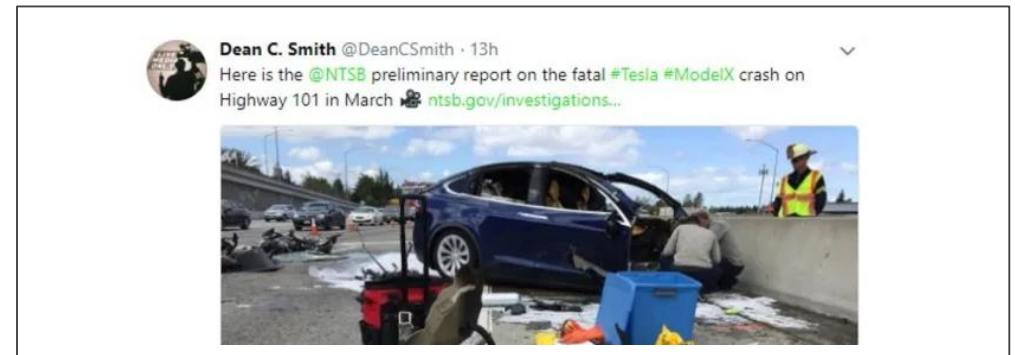 Dean C. Smith @DeanCSmith · 13h
Here is the @NTSB preliminary report on the fatal #Tesla #ModelX crash on
Highway 101 in March 🎥 ntsb.gov/investigations...